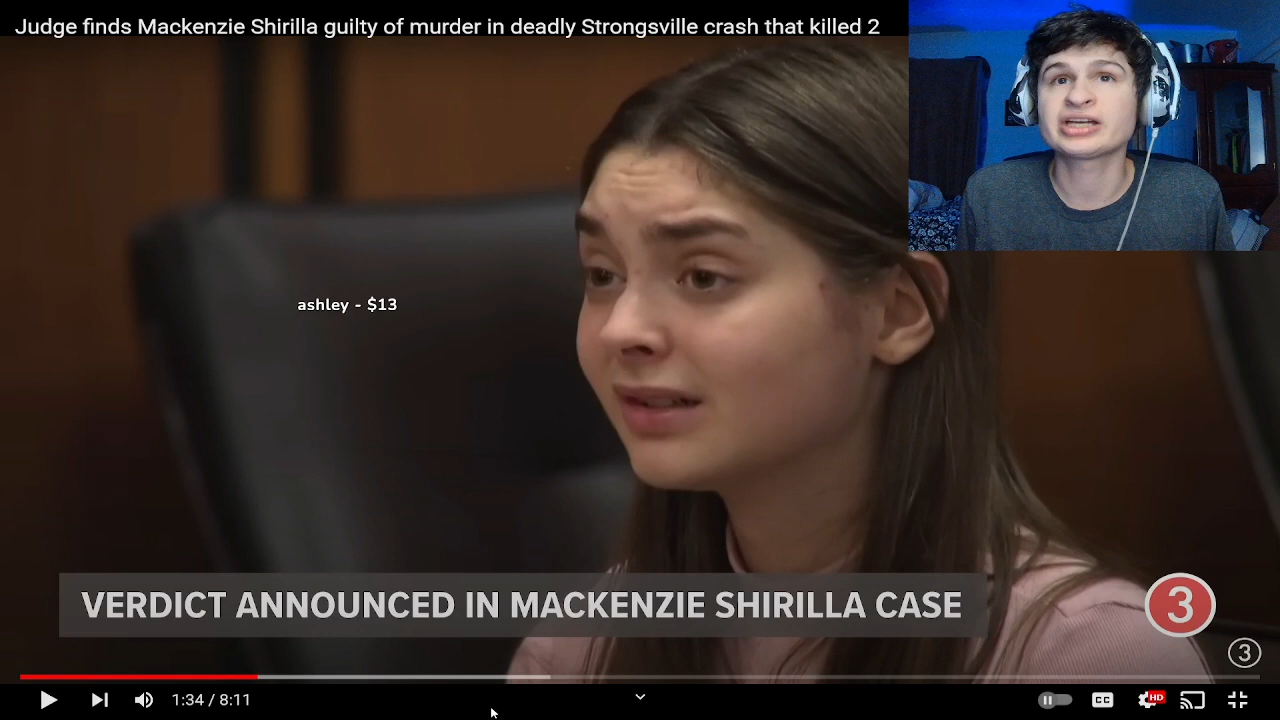 Judge finds Mackenzie Shirilla guilty of murder in deadly Strongsville crash that killed 2
ashley - $13
VERDICT ANNOUNCED IN MACKENZIE SHIRILLA CASE
3
3
1:34 / 8:11
CC
HD